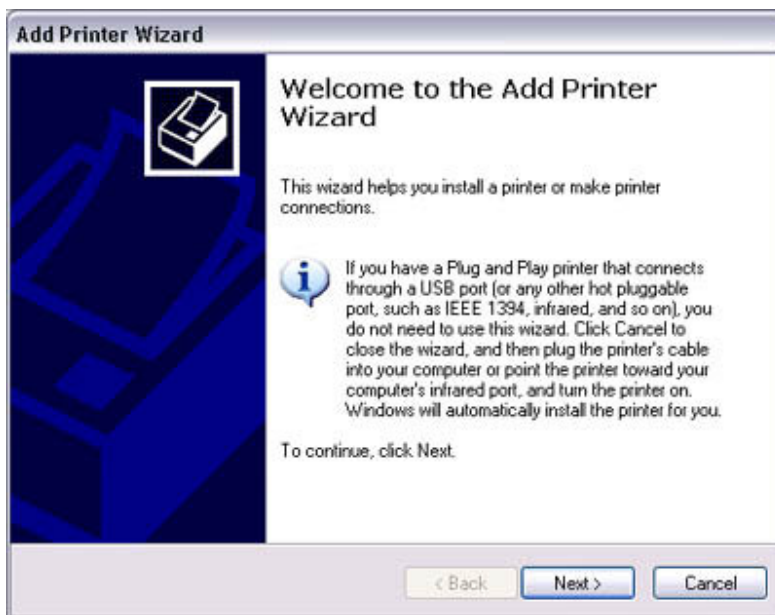 Add Printer Wizard
Welcome to the Add Printer
Wizard
This wizard helps you install a printer or make printer
connections.
If you have a Plug and Play printer that connects
through a USB port (or any other hot pluggable
port, such as IEEE 1394, infrared, and so on), you
do not need to use this wizard. Click Cancel to
close the wizard, and then plug the printer's cable
into your computer or point the printer toward your
computer's infrared port, and turn the printer on.
Windows will automatically install the printer for you.
To continue, click Next.
< Back Next > Cancel